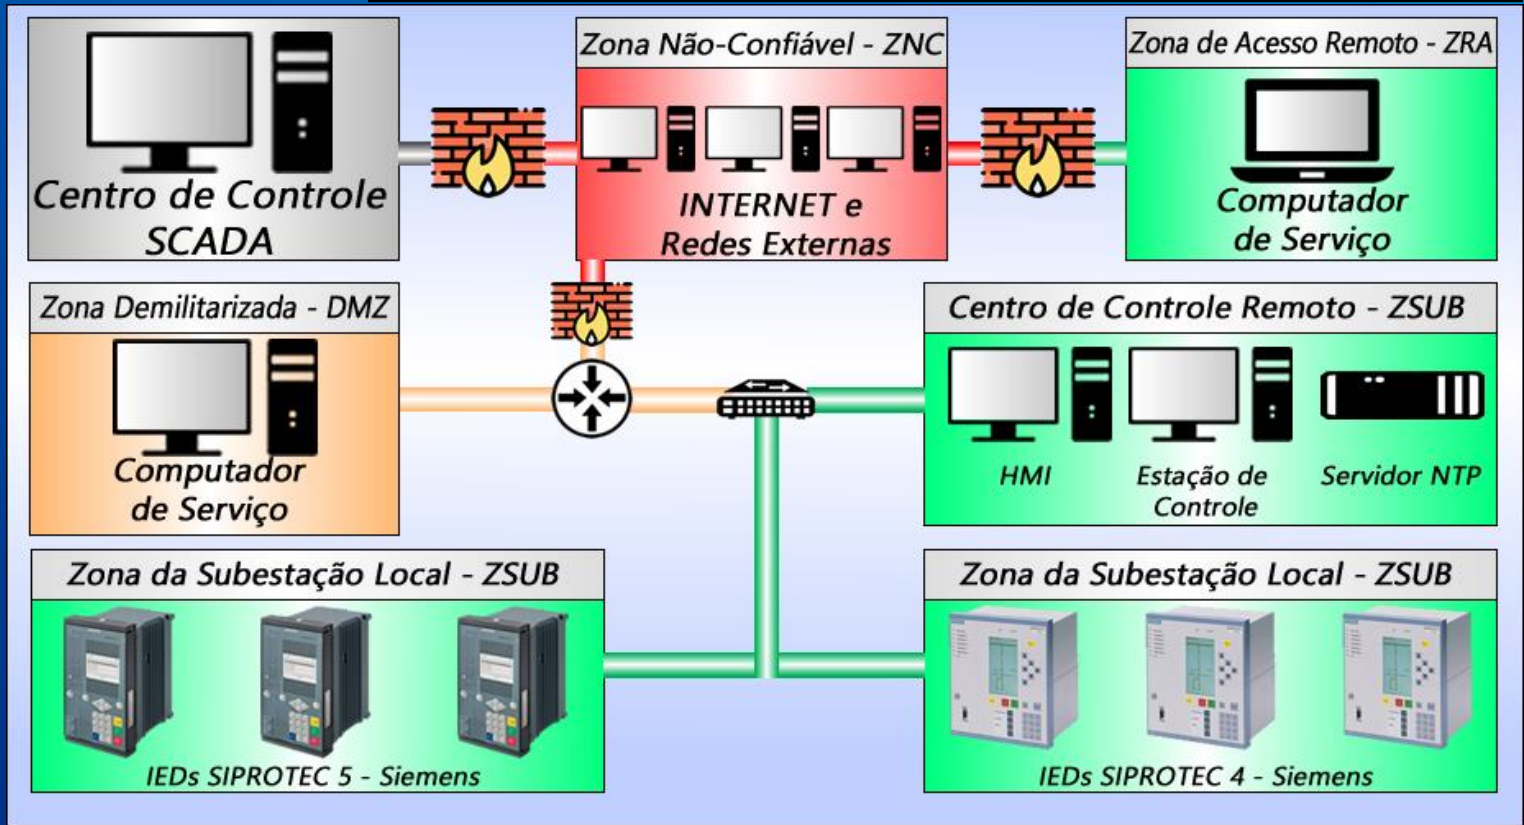 Zona Não-Confiável - ZNC
Zona de Acesso Remoto - ZRA
Centro de Controle
SCADA
INTERNET e
Redes Externas
Computador
de Serviço
Zona Demilitarizada - DMZ
Centro de Controle Remoto - ZSUB
Computador
de Serviço
HMI
Estação de
Controle
Servidor NTP
Zona da Subestação Local - ZSUB
Zona da Subestação Local - ZSUB
IEDs SIPROTEC 5 - Siemens
IEDs SIPROTEC 4 - Siemens